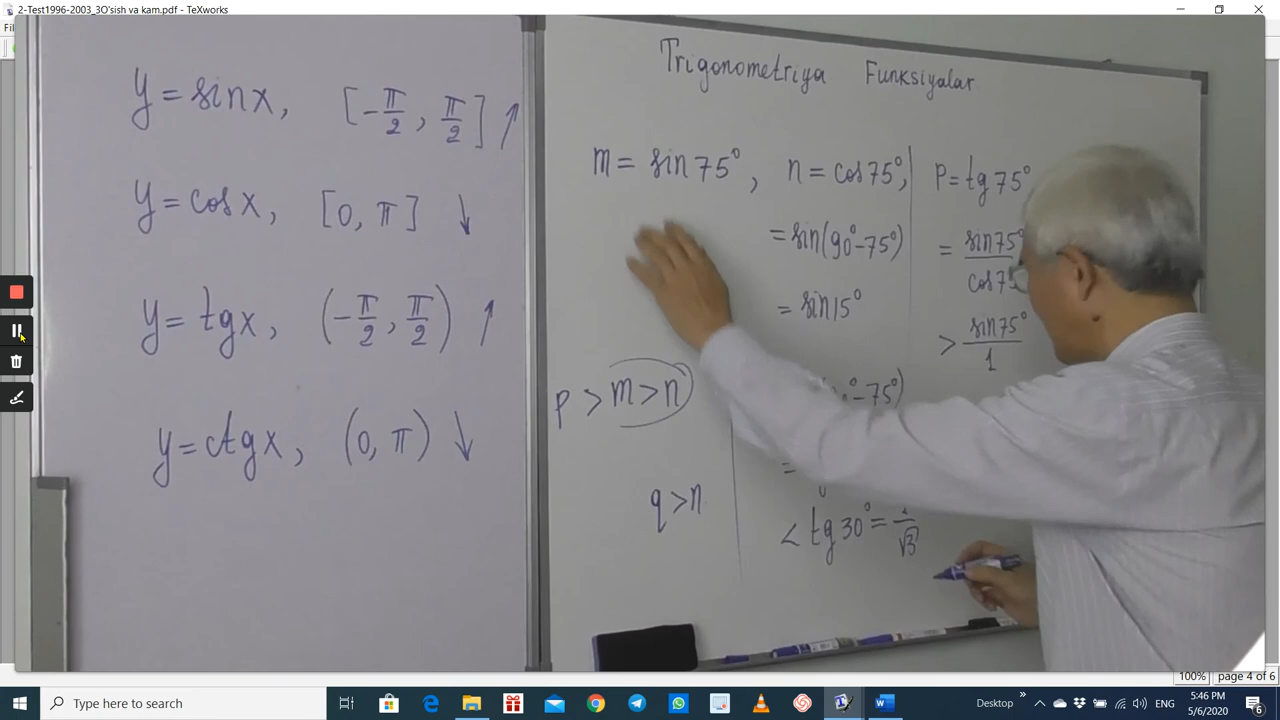 2-Test1996-2003_3O'sish va kam.pdf - TeXworks
y = sin x, [-π/2, π/2] ↑
y = cos x, [0, π] ↓
y = tg x, (-π/2, π/2) ↑
y = ctg x, (0, π) ↓
Trigonometriya Funksiyalar
m = sin 75°, n = cos 75°, p = tg 75°
= sin(90°-75°)
= sin 15°
= sin 75°/cos 75
> sin 75°/1
p > m > n
-75°)
=
q > n
< tg 30° = 1/√3
100% page 4 of 6
Type here to search
Desktop
ENG
5:46 PM
5/6/2020
6